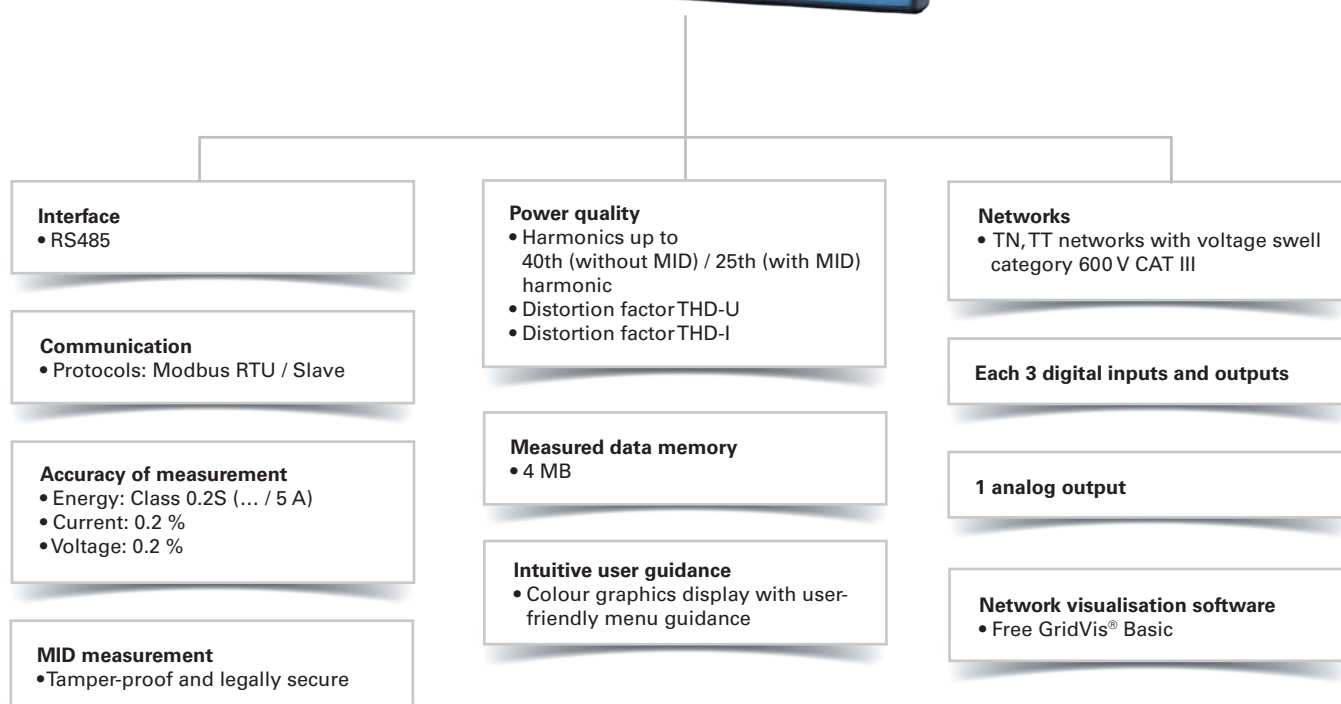 Interface
• RS485
Communication
• Protocols: Modbus RTU / Slave
Accuracy of measurement
• Energy: Class 0.2S (… / 5 A)
• Current: 0.2 %
• Voltage: 0.2 %
MID measurement
• Tamper-proof and legally secure
Power quality
• Harmonics up to
40th (without MID) / 25th (with MID)
harmonic
• Distortion factor THD-U
• Distortion factor THD-I
Measured data memory
• 4 MB
Intuitive user guidance
• Colour graphics display with user-
friendly menu guidance
Networks
• TN, TT networks with voltage swell
category 600 V CAT III
Each 3 digital inputs and outputs
1 analog output
Network visualisation software
• Free GridVis® Basic